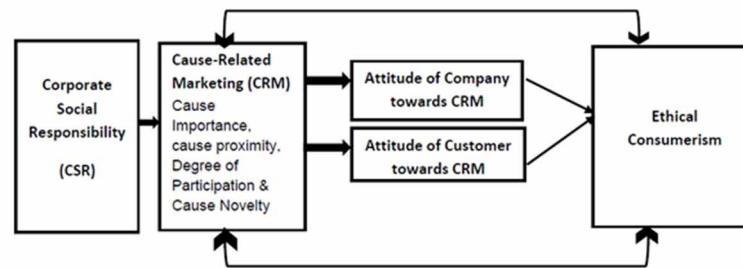 Corporate
Social
Responsibility
(CSR)
Cause-Related
Marketing (CRM)
Cause
Importance,
cause proximity,
Degree of
Participation &
Cause Novelty
Attitude of Company
towards CRM
Attitude of Customer
towards CRM
Ethical
Consumerism